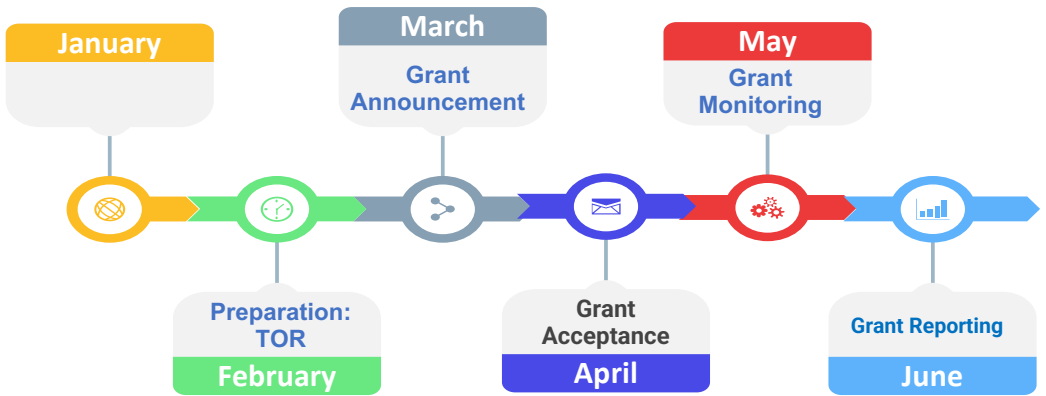 January
Preparation:
TOR
February
March
Grant
Announcement
Grant
Acceptance
April
May
Grant
Monitoring
Grant Reporting
June